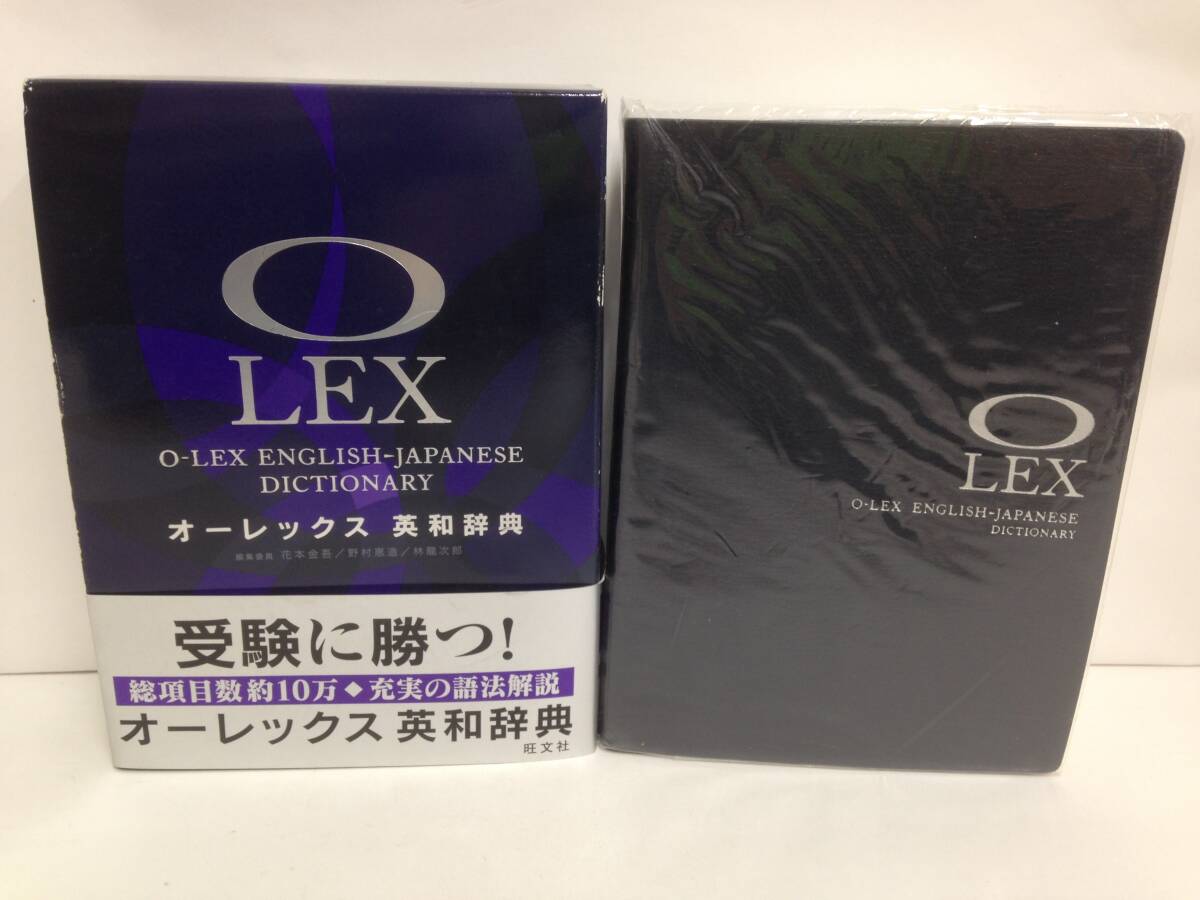 O
LEX
O-LEX ENGLISH-JAPANESE
DICTIONARY
オーレックス 英和辞典
編集委員 花本金吾/野村恵造/林龍次郎
受験に勝つ!
総項目数 約10万◆充実の語法解説
オーレックス 英和辞典
旺文社
O
LEX
O-LEX ENGLISH-JAPANESE
DICTIONARY